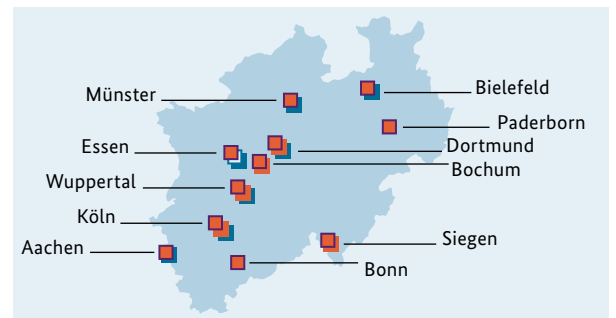 Münster
Essen
Wuppertal
Köln
Aachen
Bielefeld
Paderborn
Dortmund
Bochum
Siegen
Bonn